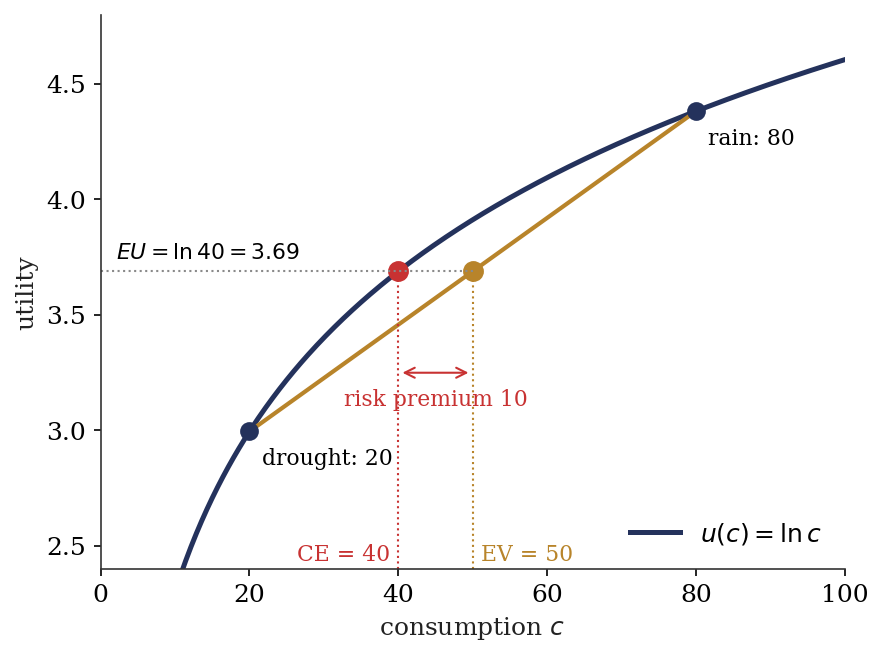 4.5
4.0
3.5
3.0
2.5
utility
rain: 80
EU = ln 40 = 3.69
risk premium 10
drought: 20
u(c) = ln c
CE = 40
EV = 50
0 20 40 60 80 100
consumption c